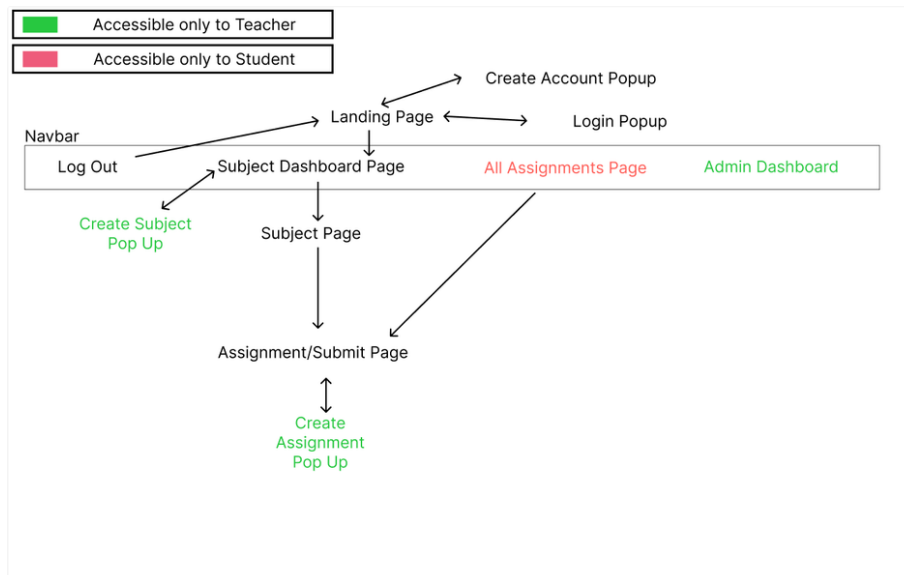 Accessible only to Teacher
Accessible only to Student
Create Account Popup
Landing Page
Login Popup
Navbar
Log Out
Subject Dashboard Page
All Assignments Page
Admin Dashboard
Create Subject
Pop Up
Subject Page
Assignment/Submit Page
Create
Assignment
Pop Up